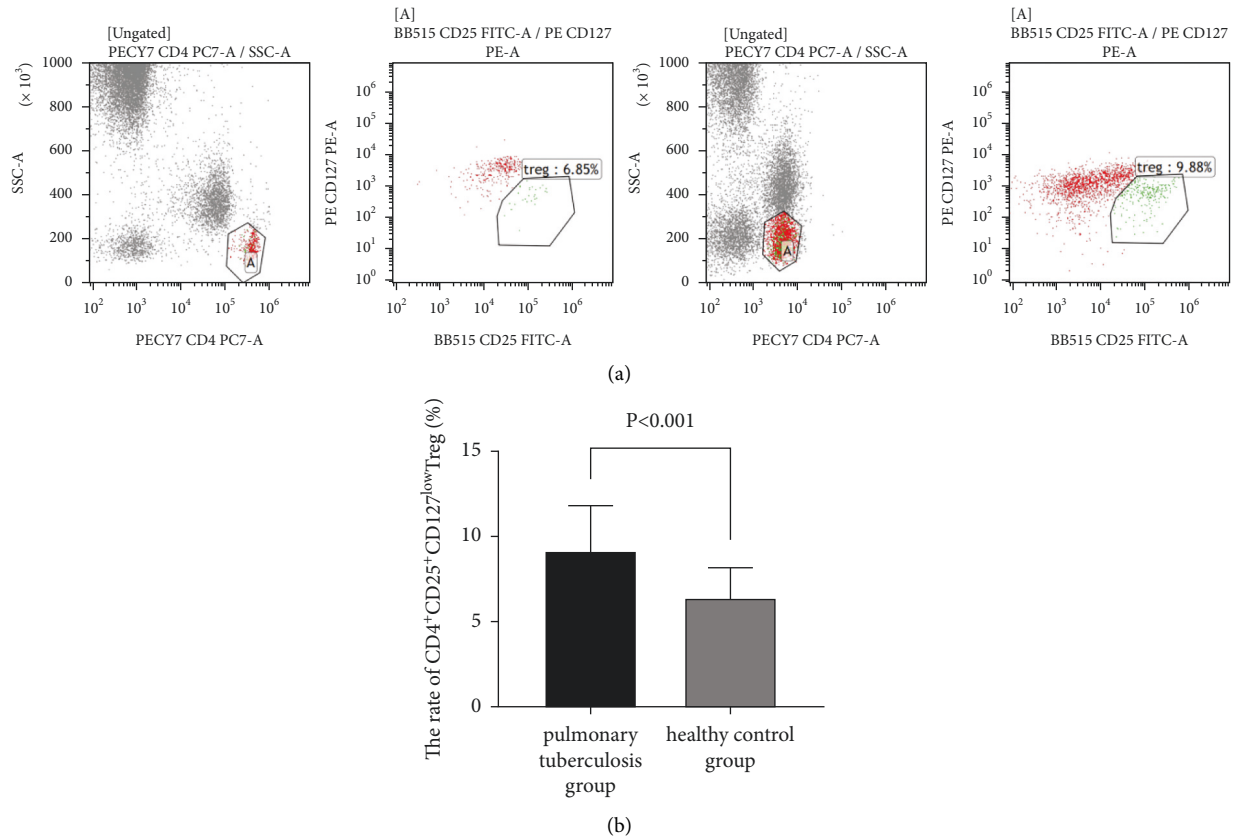 [Ungated]
PECY7 CD4 PC7-A / SSC-A
(× 10³)
1000
800
600
400
200
0
SSC-A
A
10² 10³ 10⁴ 10⁵ 10⁶
PECY7 CD4 PC7-A
[A]
BB515 CD25 FITC-A / PE CD127
PE-A
10⁶
10⁵
10⁴
10³
10²
10¹
10⁰
PE CD127 PE-A
treg : 6.85%
10² 10³ 10⁴ 10⁵ 10⁶
BB515 CD25 FITC-A
[Ungated]
PECY7 CD4 PC7-A / SSC-A
(× 10³)
1000
800
600
400
200
0
SSC-A
A
10² 10³ 10⁴ 10⁵ 10⁶
PECY7 CD4 PC7-A
[A]
BB515 CD25 FITC-A / PE CD127
PE-A
10⁶
10⁵
10⁴
10³
10²
10¹
10⁰
PE CD127 PE-A
treg : 9.88%
10² 10³ 10⁴ 10⁵ 10⁶
BB515 CD25 FITC-A
(a)
P<0.001
The rate of CD4⁺CD25⁺CD127ˡᵒʷTreg (%)
15
10
5
0
pulmonary
tuberculosis
group
healthy control
group
(b)